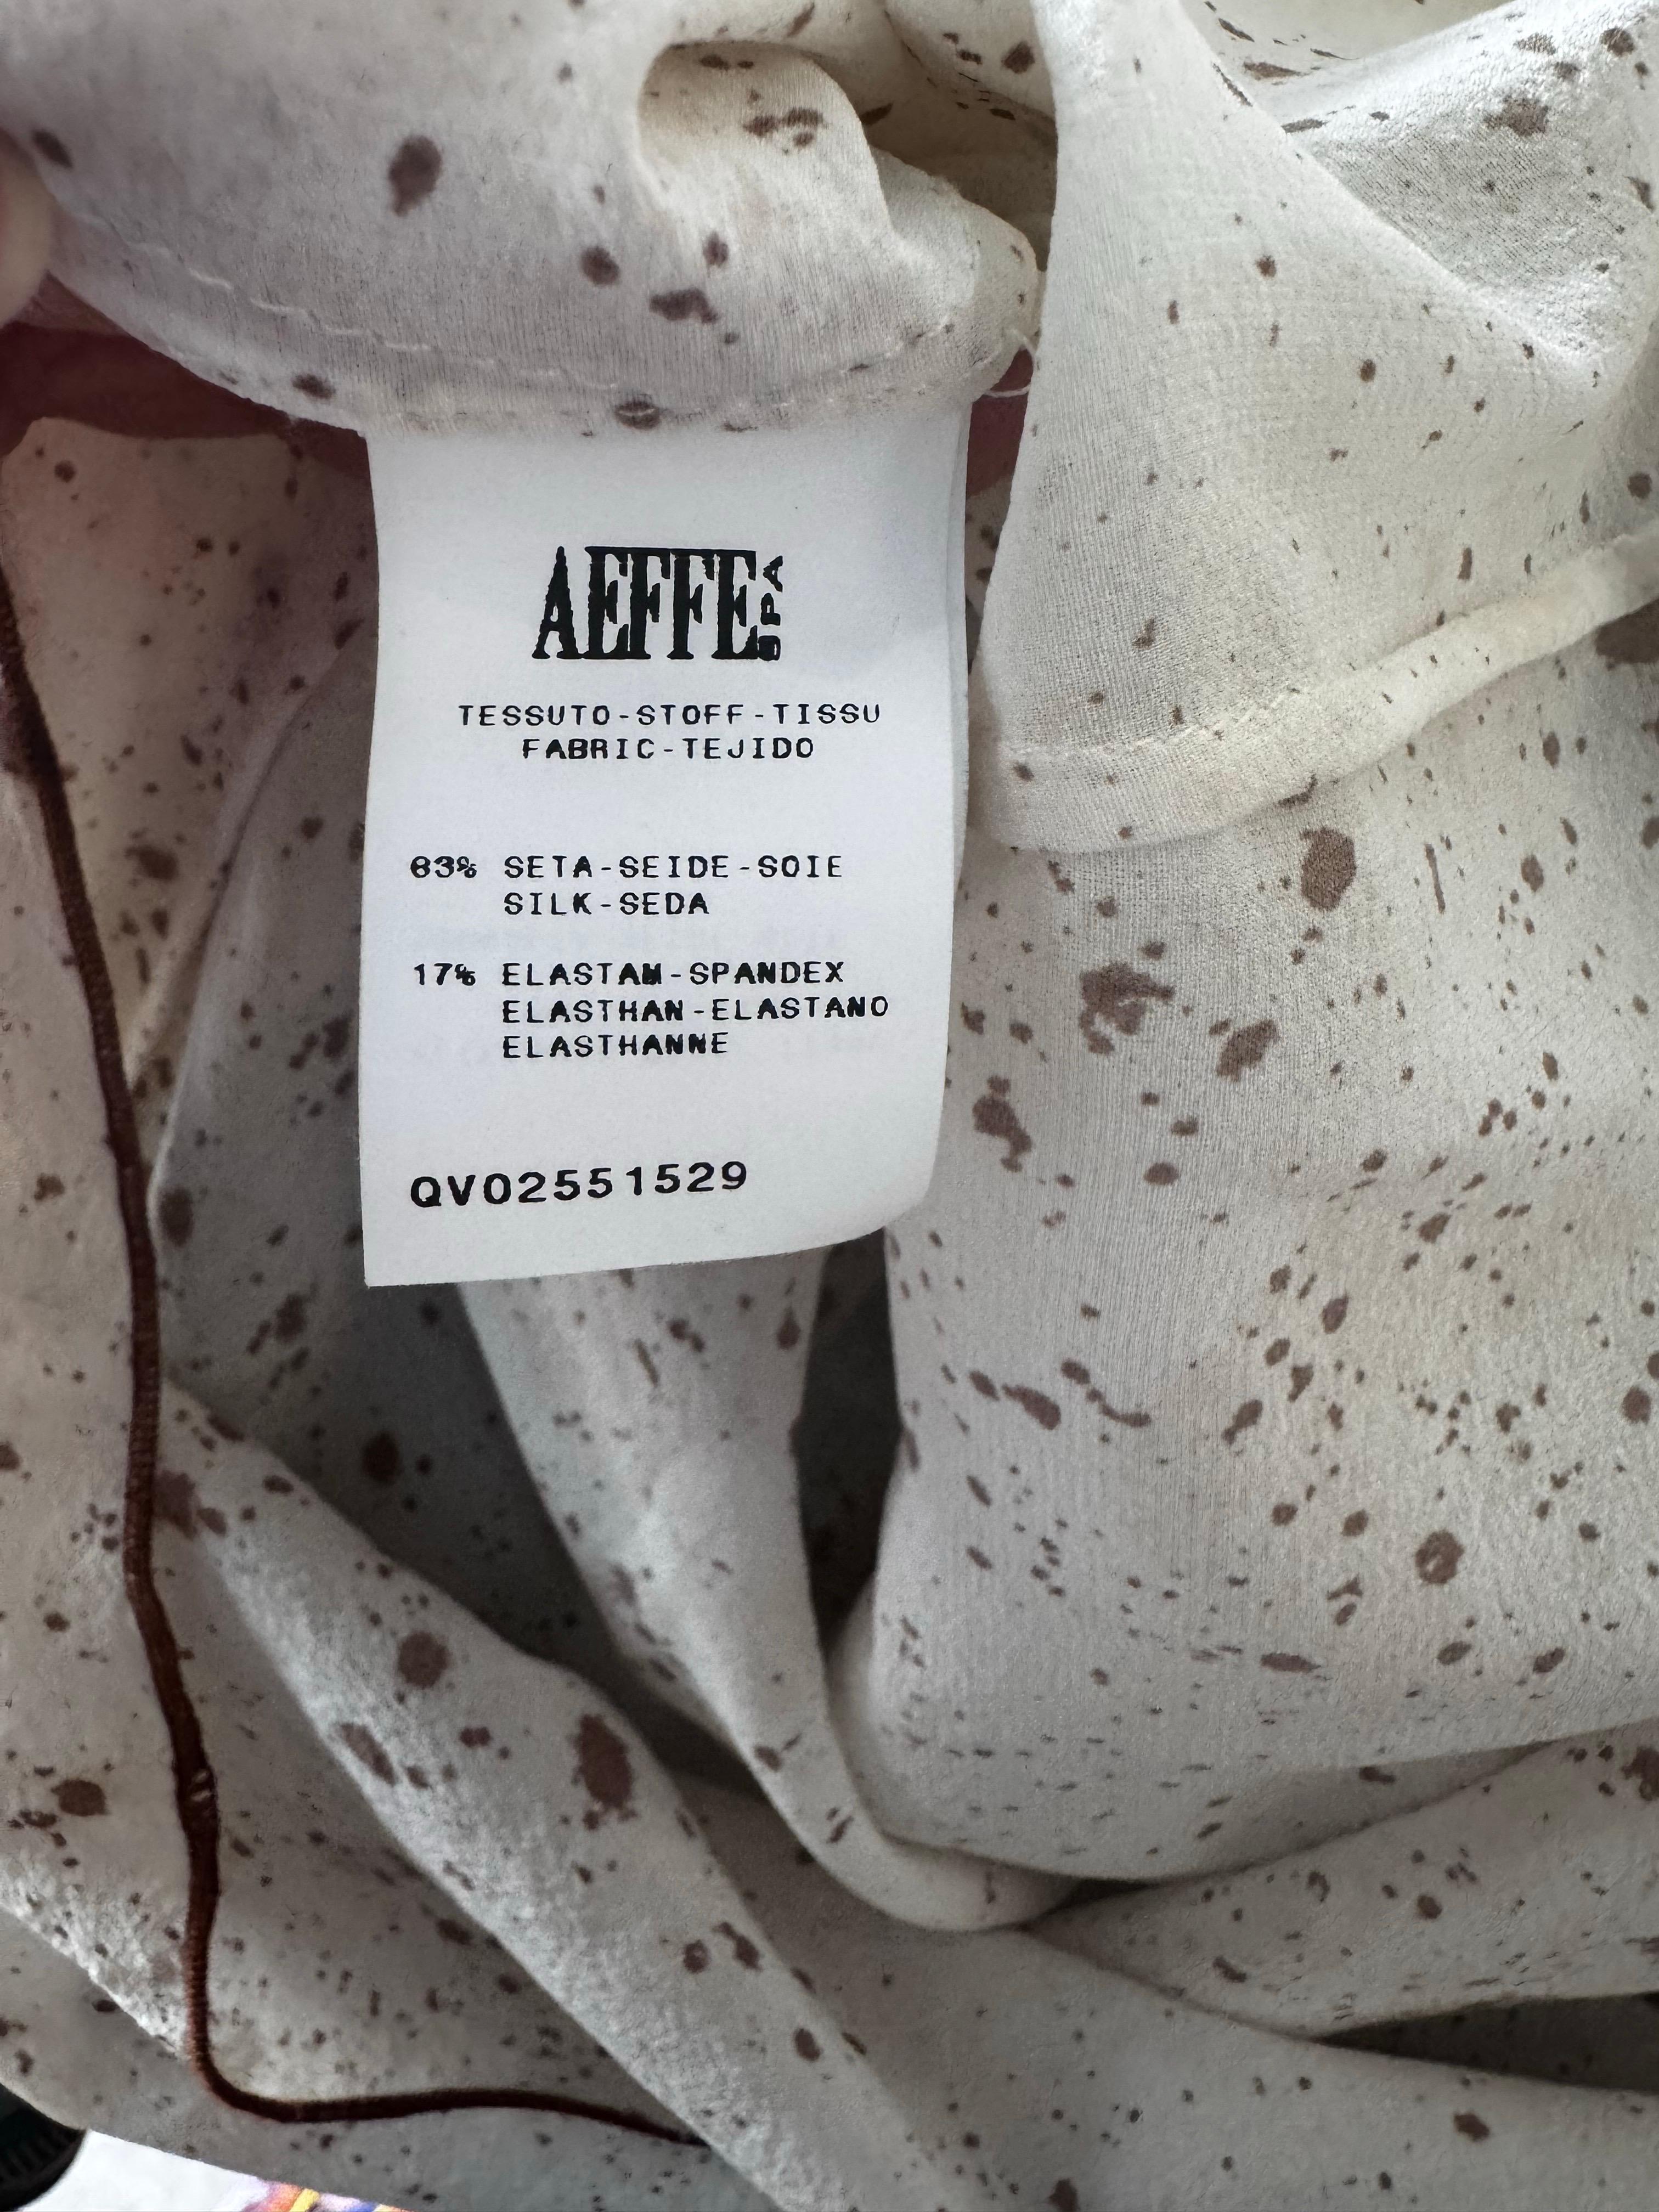 AEFFE SPA
TESSUTO-STOFF-TISSU
FABRIC-TEJIDO
83% SETA-SEIDE-SOIE
SILK-SEDA
17% ELASTAM-SPANDEX
ELASTHAN-ELASTANO
ELASTHANNE
QV02551529